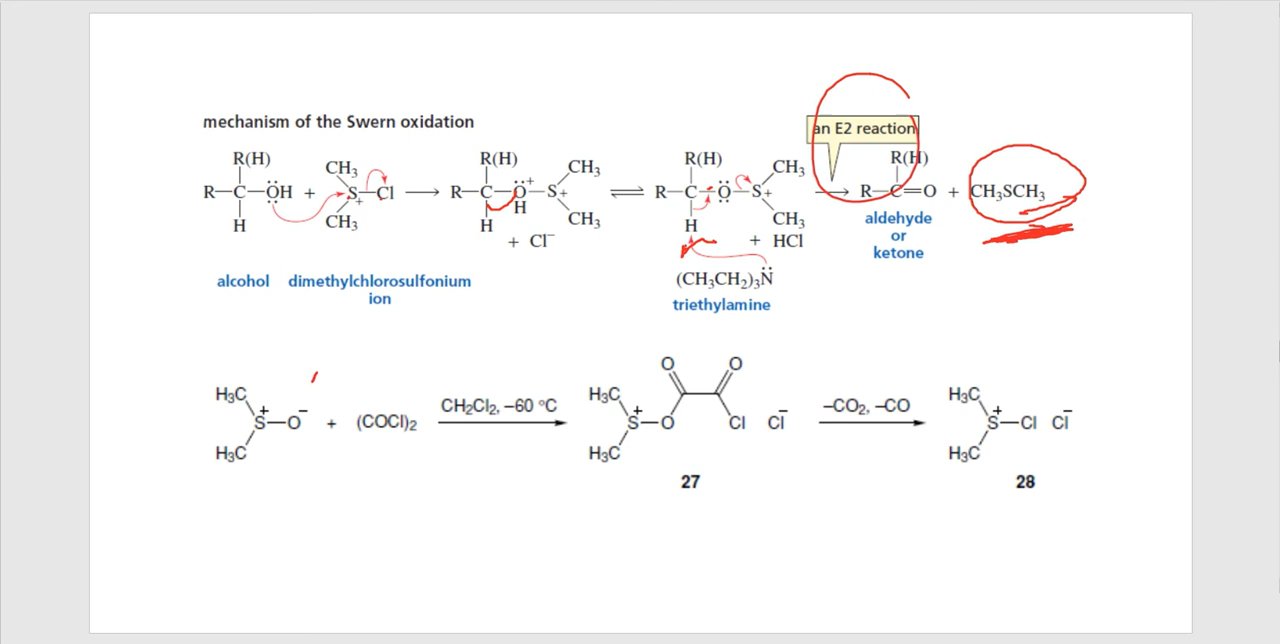 mechanism of the Swern oxidation
an E2 reaction
R(H) CH₃ R(H) CH₃ R(H) CH₃ R(H)
R—C—ÖH + S—Cl ⟶ R—C—Ö—S+ ⇌ R—C—Ö—S+ ⟶ R—C=O + CH₃SCH₃
H CH₃ H H CH₃ H CH₃
+ Cl⁻ + HCl
aldehyde
or
ketone
alcohol dimethylchlorosulfonium
ion
(CH₃CH₂)₃N̈
triethylamine
O O
H₃C CH₂Cl₂, –60 °C H₃C –CO₂, –CO H₃C
S⁺—O⁻ + (COCl)₂ S⁺—O Cl Cl⁻ S⁺—Cl Cl⁻
H₃C H₃C H₃C
27 28